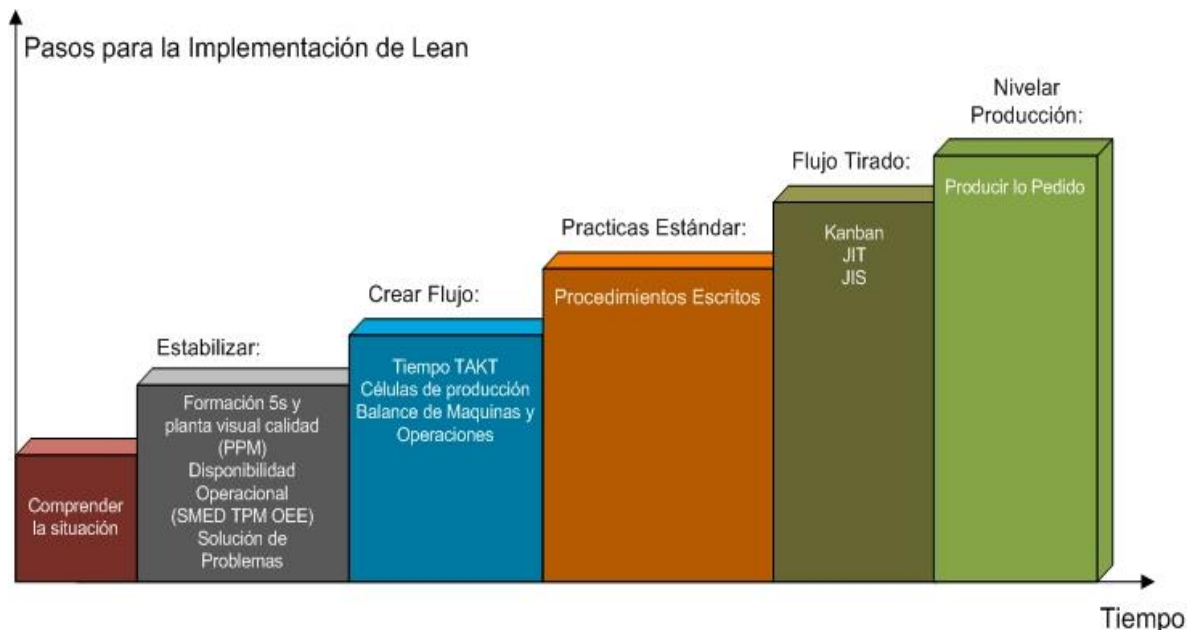 Pasos para la Implementación de Lean
Comprender
la situación
Estabilizar:
Formación 5s y
planta visual calidad
(PPM)
Disponibilidad
Operacional
(SMED TPM OEE)
Solución de
Problemas
Crear Flujo:
Tiempo TAKT
Células de producción
Balance de Maquinas y
Operaciones
Practicas Estándar:
Procedimientos Escritos
Flujo Tirado:
Kanban
JIT
JIS
Nivelar
Producción:
Producir lo Pedido
Tiempo